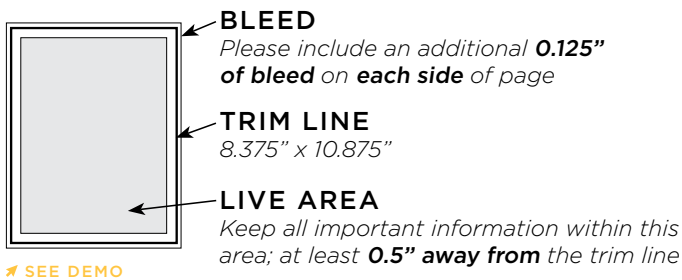 BLEED
Please include an additional 0.125”
of bleed on each side of page
TRIM LINE
8.375” x 10.875”
LIVE AREA
Keep all important information within this
area; at least 0.5” away from the trim line
SEE DEMO